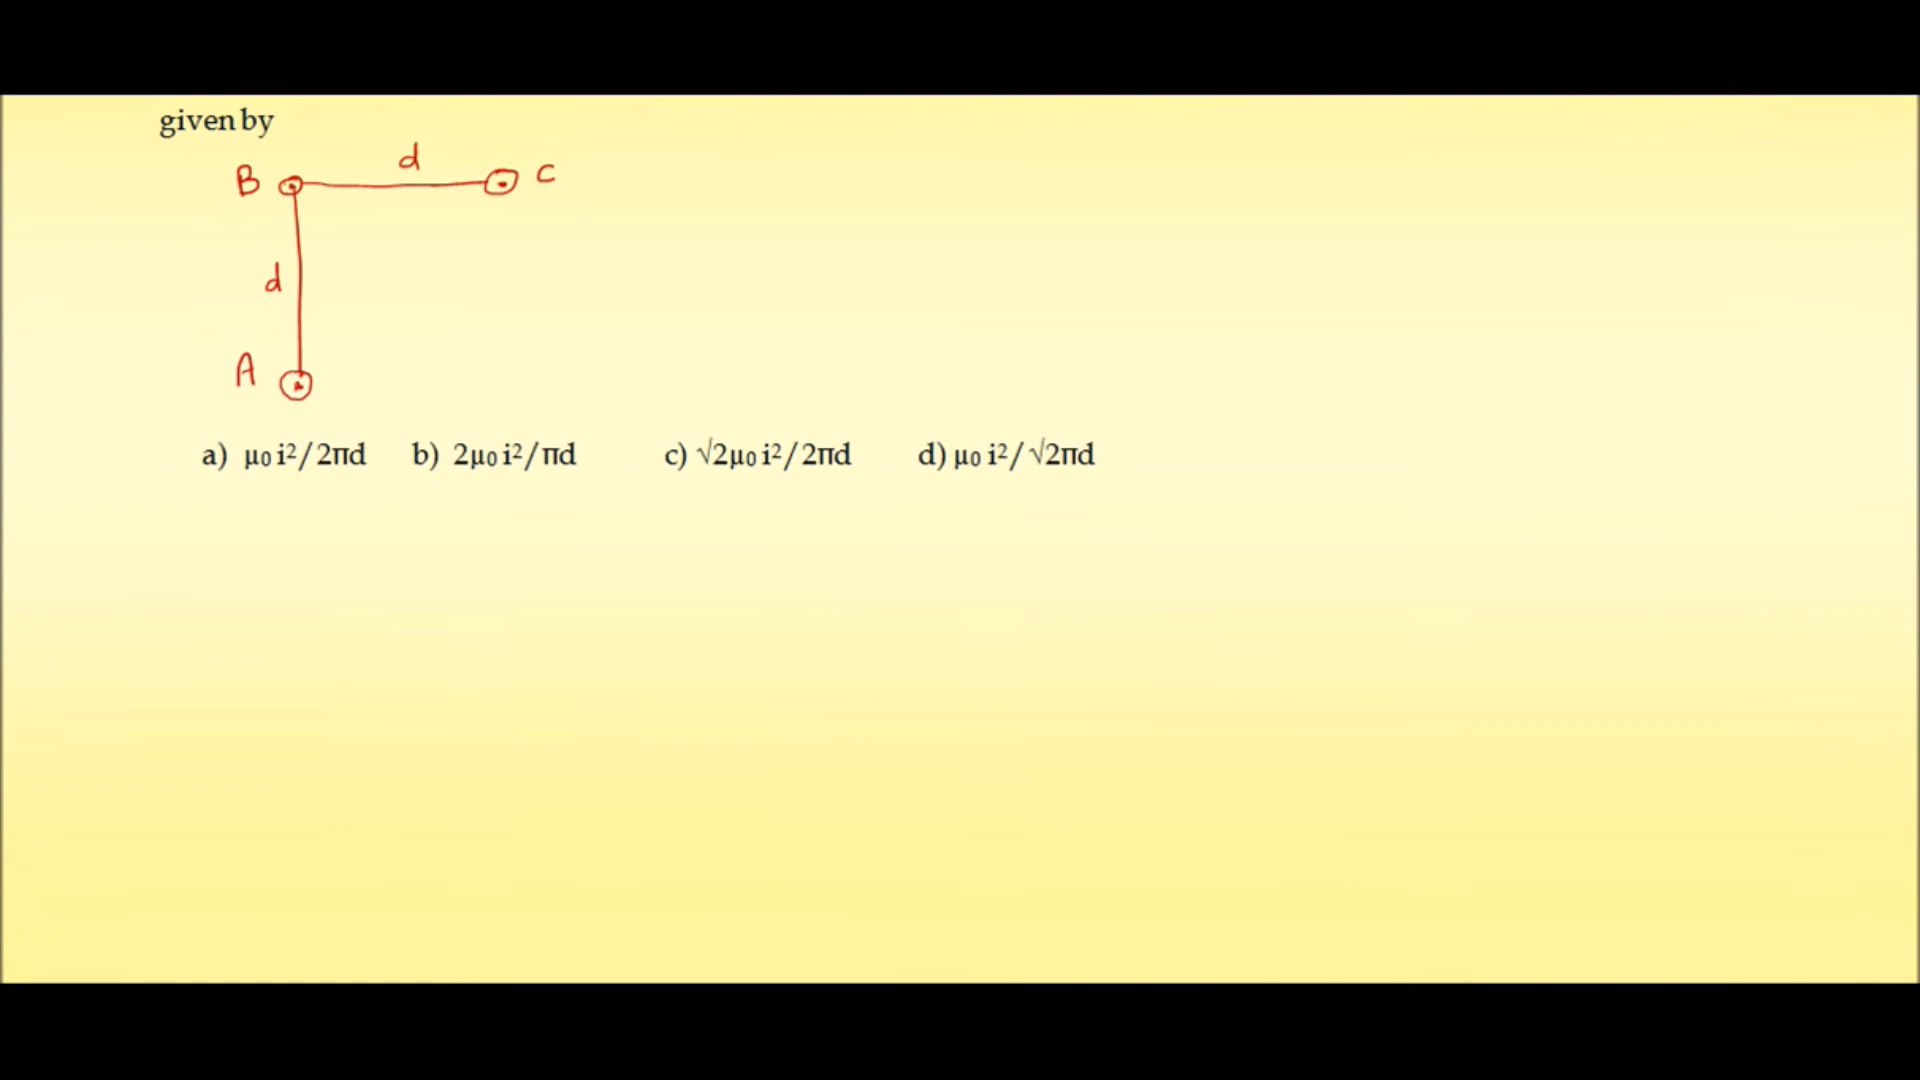 given by
d
B C
d
A
a) μ₀ i²/2πd b) 2μ₀ i²/πd c) √2μ₀ i²/2πd d) μ₀ i²/√2πd